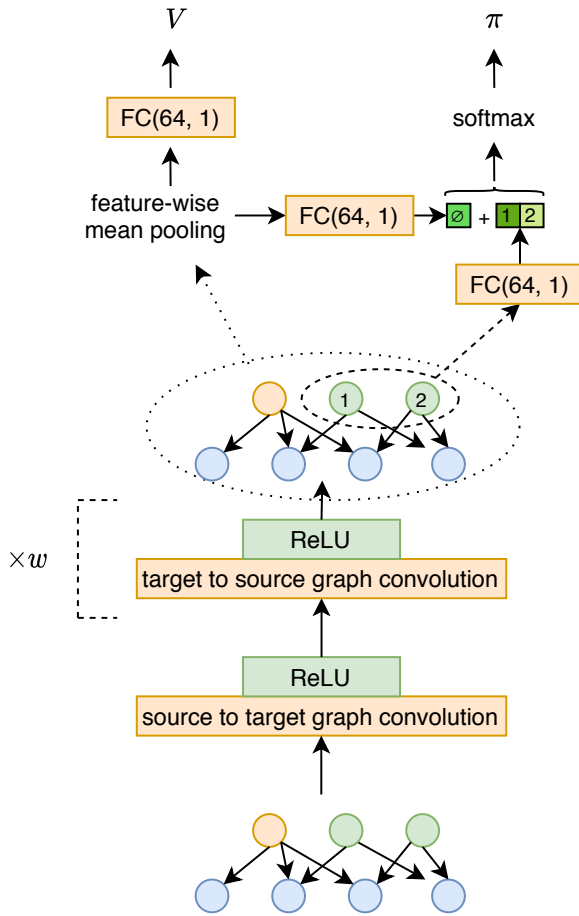 V
π
FC(64, 1)
softmax
feature-wise
mean pooling
FC(64, 1)
∅ + 1 2
FC(64, 1)
1
2
ReLU
×w
target to source graph convolution
ReLU
source to target graph convolution